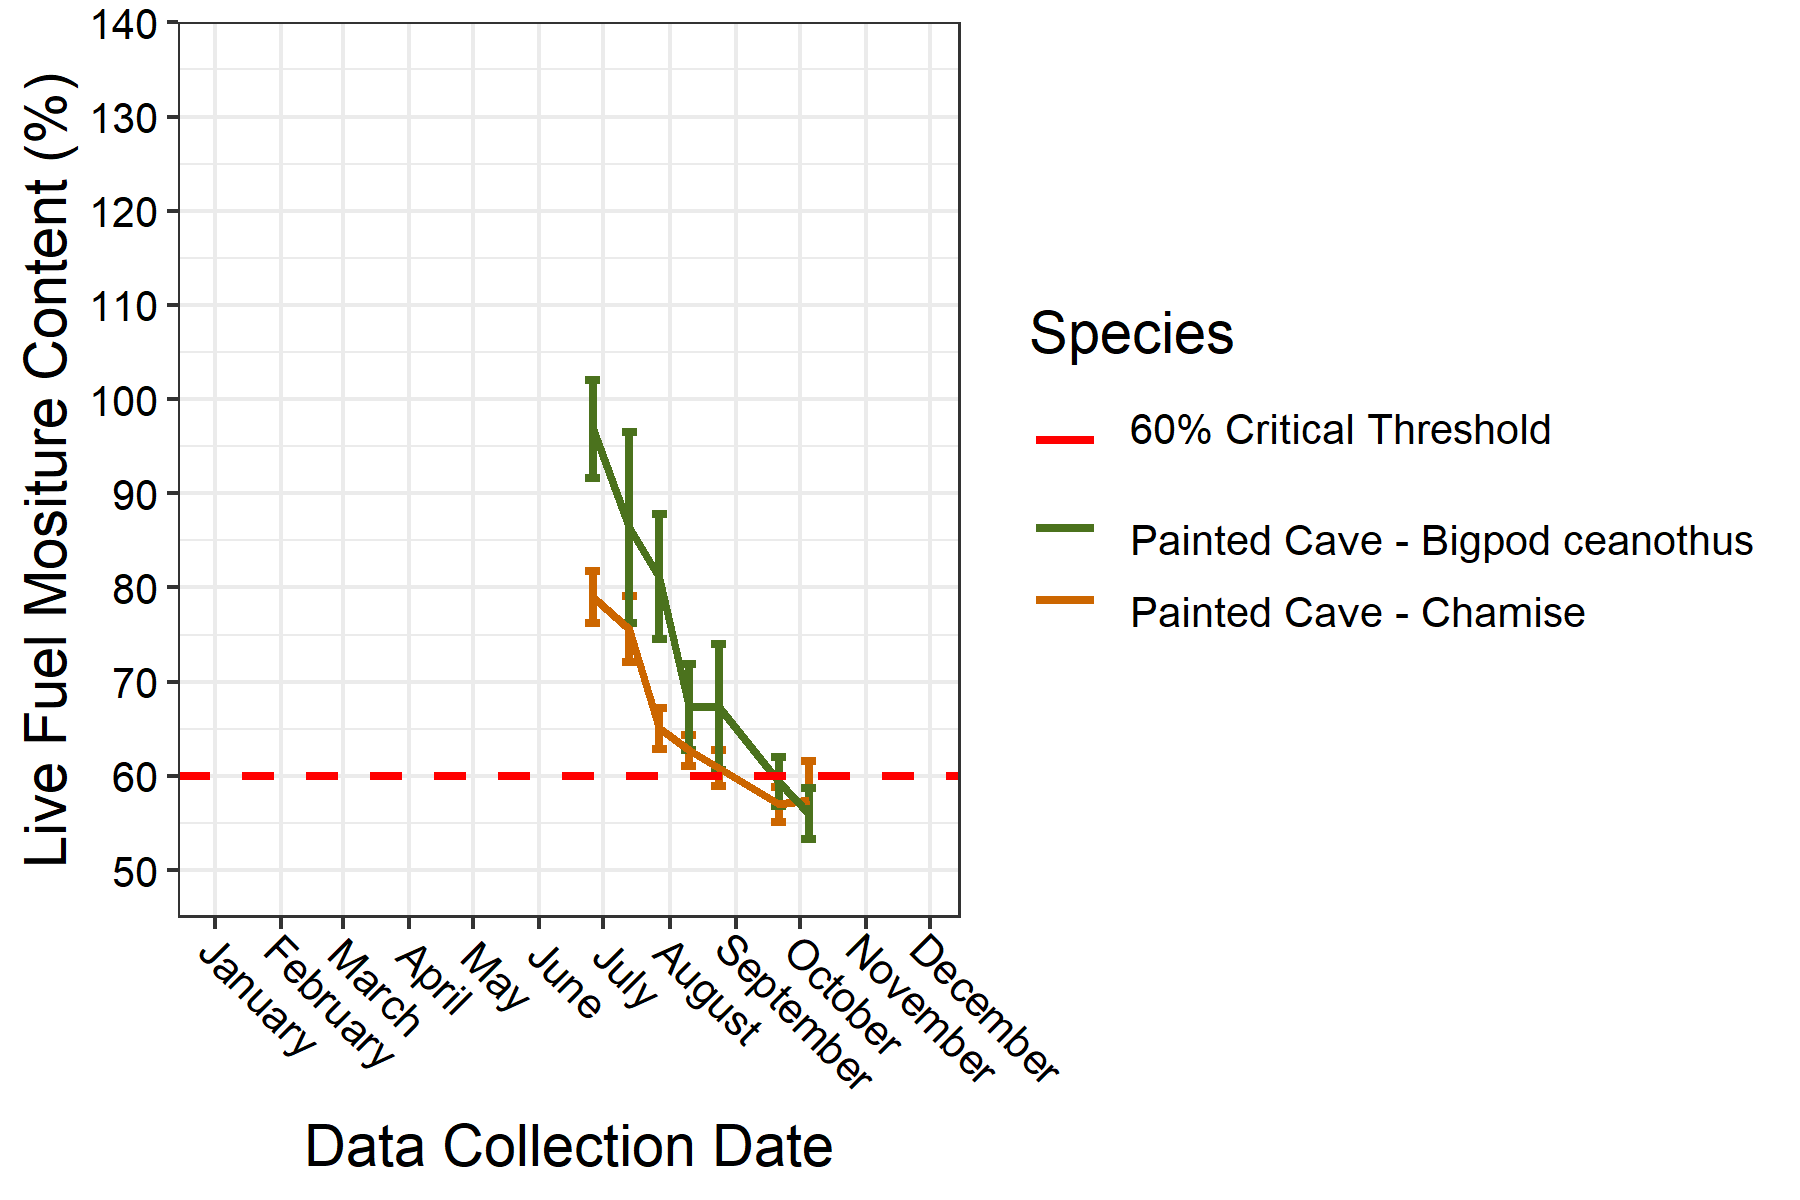 140
130
120
110
100
90
80
70
60
50
Live Fuel Mositure Content (%)
January
February
March
April
May
June
July
August
September
October
November
December
Data Collection Date
Species
60% Critical Threshold
Painted Cave - Bigpod ceanothus
Painted Cave - Chamise